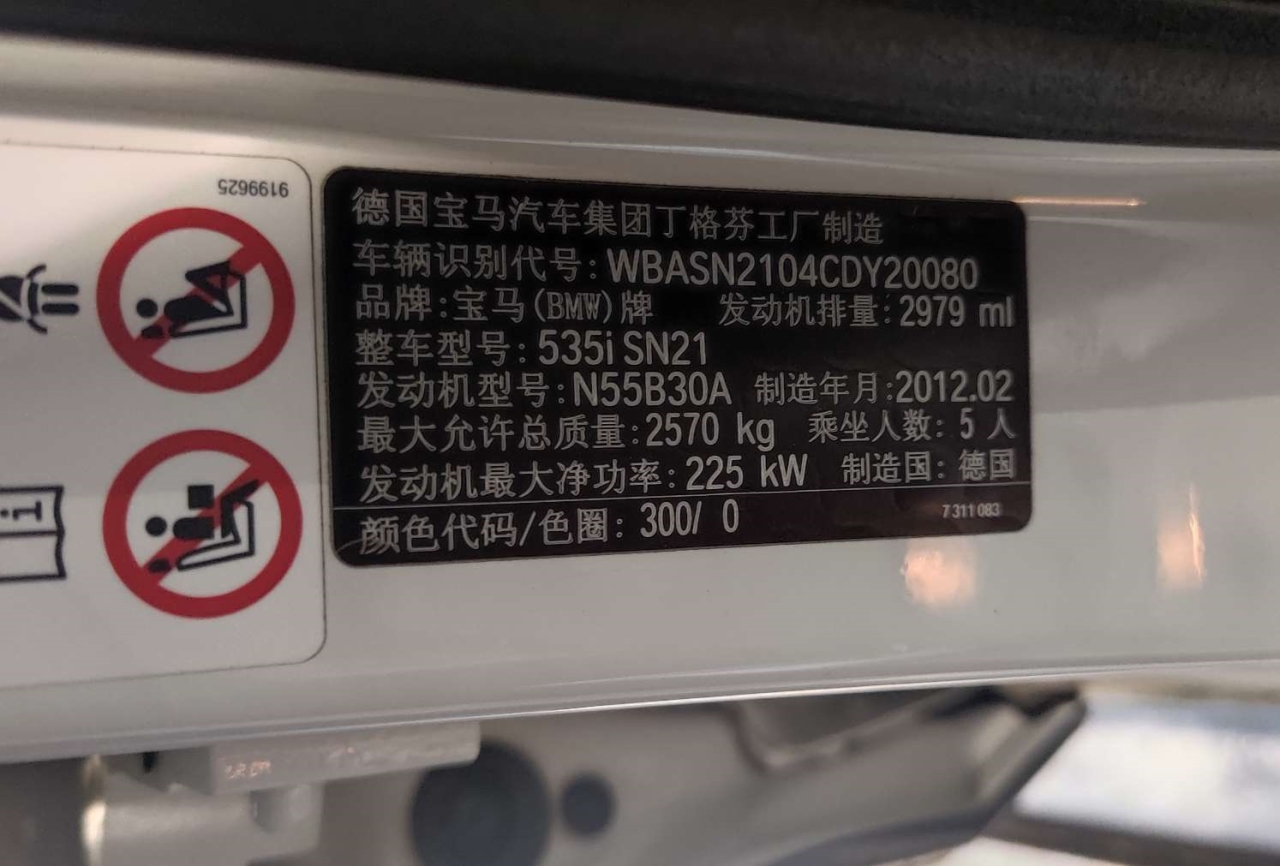 9199625
德国宝马汽车集团丁格芬工厂制造
车辆识别代号:WBASN2104CDY20080
品牌:宝马(BMW)牌 发动机排量:2979 ml
整车型号:535i SN21
发动机型号:N55B30A 制造年月:2012.02
最大允许总质量:2570 kg 乘坐人数:5 人
发动机最大净功率:225 kW 制造国:德国
颜色代码/色圈:300/ 0 7311083
i